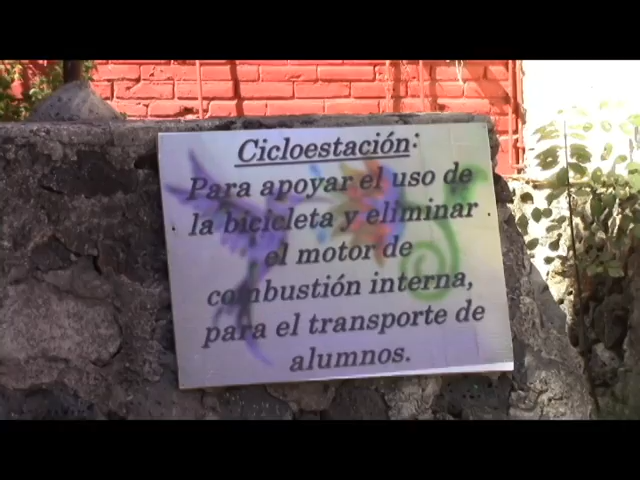 Cicloestación:
Para apoyar el uso de
la bicicleta y eliminar
el motor de
combustión interna,
para el transporte de
alumnos.